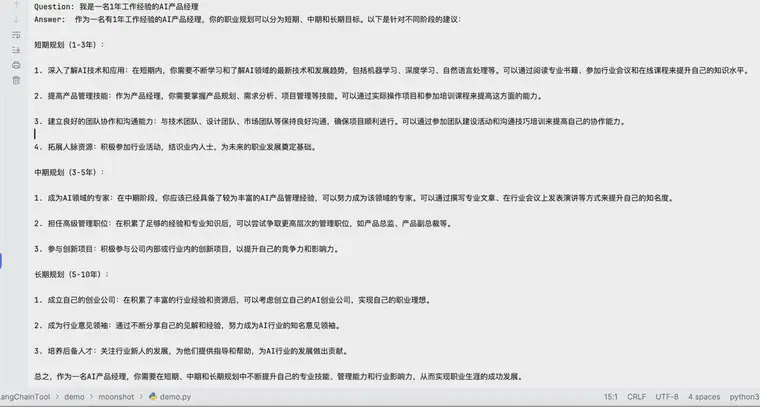 Question: 我是一名1年工作经验的AI产品经理
Answer: 作为一名有1年工作经验的AI产品经理，你的职业规划可以分为短期、中期和长期目标。以下是针对不同阶段的建议：
短期规划（1-3年）：
1. 深入了解AI技术和应用：在短期内，你需要不断学习和了解AI领域的最新技术和发展趋势，包括机器学习、深度学习、自然语言处理等。可以通过阅读专业书籍、参加行业会议和在线课程来提升自己的知识水平。
2. 提高产品管理技能：作为产品经理，你需要掌握产品规划、需求分析、项目管理等技能。可以通过实际操作项目和参加培训课程来提高这方面的能力。
3. 建立良好的团队协作和沟通能力：与技术团队、设计团队、市场团队等保持良好沟通，确保项目顺利进行。可以通过参加团队建设活动和沟通技巧培训来提高自己的协作能力。
4. 拓展人脉资源：积极参加行业活动，结识业内人士，为未来的职业发展奠定基础。
中期规划（3-5年）：
1. 成为AI领域的专家：在中期阶段，你应该已经具备了较为丰富的AI产品管理经验，可以努力成为该领域的专家。可以通过撰写专业文章、在行业会议上发表演讲等方式来提升自己的知名度。
2. 担任高级管理职位：在积累了足够的经验和专业知识后，可以尝试争取更高层次的管理职位，如产品总监、产品副总裁等。
3. 参与创新项目：积极参与公司内部或行业内的创新项目，以提升自己的竞争力和影响力。
长期规划（5-10年）：
1. 成立自己的创业公司：在积累了丰富的行业经验和资源后，可以考虑创立自己的AI创业公司，实现自己的职业理想。
2. 成为行业意见领袖：通过不断分享自己的见解和经验，努力成为AI行业的知名意见领袖。
3. 培养后备人才：关注行业新人的发展，为他们提供指导和帮助，为AI行业的发展做出贡献。
总之，作为一名AI产品经理，你需要在短期、中期和长期规划中不断提升自己的专业技能、管理能力和行业影响力，从而实现职业生涯的成功发展。
LangChainTool > demo > moonshot > demo.py 15:1 CRLF UTF-8 4 spaces python3